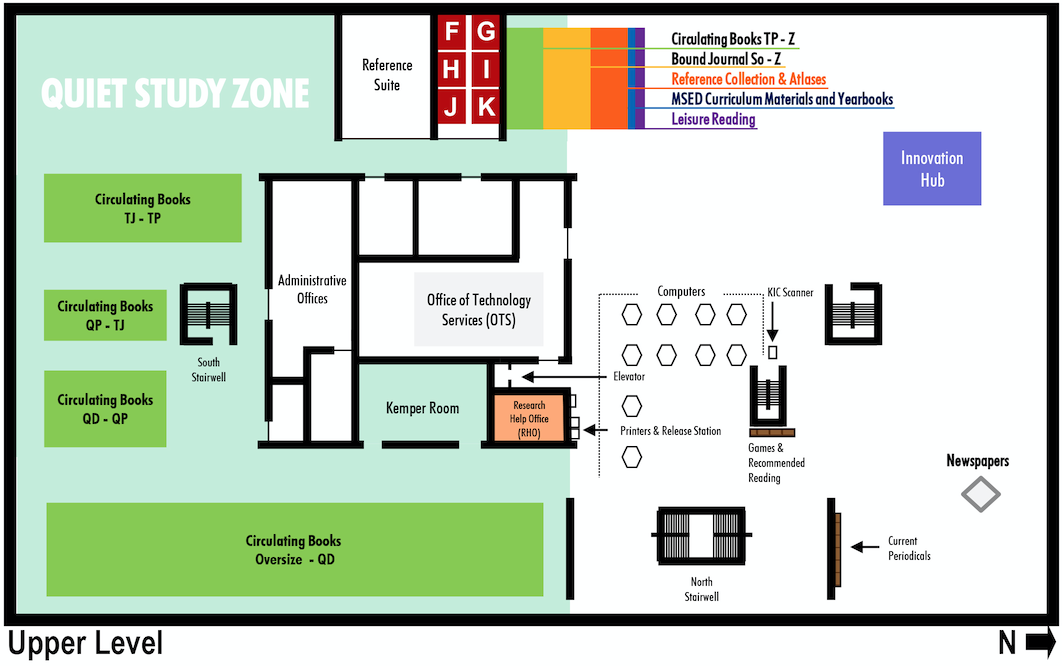 QUIET STUDY ZONE
Reference
Suite
F G
H I
J K
Circulating Books TP - Z
Bound Journal So - Z
Reference Collection & Atlases
MSED Curriculum Materials and Yearbooks
Leisure Reading
Innovation
Hub
Circulating Books
TJ - TP
Circulating Books
QP - TJ
South
Stairwell
Circulating Books
QD - QP
Administrative
Offices
Office of Technology
Services (OTS)
Computers
KIC Scanner
Elevator
Kemper Room
Research
Help Office
(RHO)
Printers & Release Station
Games &
Recommended
Reading
Newspapers
Circulating Books
Oversize - QD
North
Stairwell
Current
Periodicals
Upper Level
N